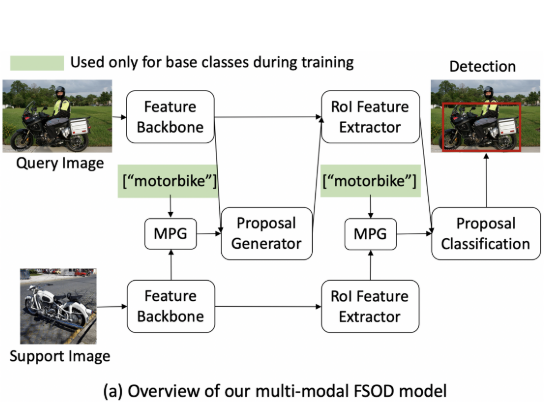 Used only for base classes during training
Detection
Feature
Backbone
RoI Feature
Extractor
Query Image
["motorbike"]
["motorbike"]
MPG
Proposal
Generator
MPG
Proposal
Classification
Feature
Backbone
RoI Feature
Extractor
Support Image
(a) Overview of our multi-modal FSOD model